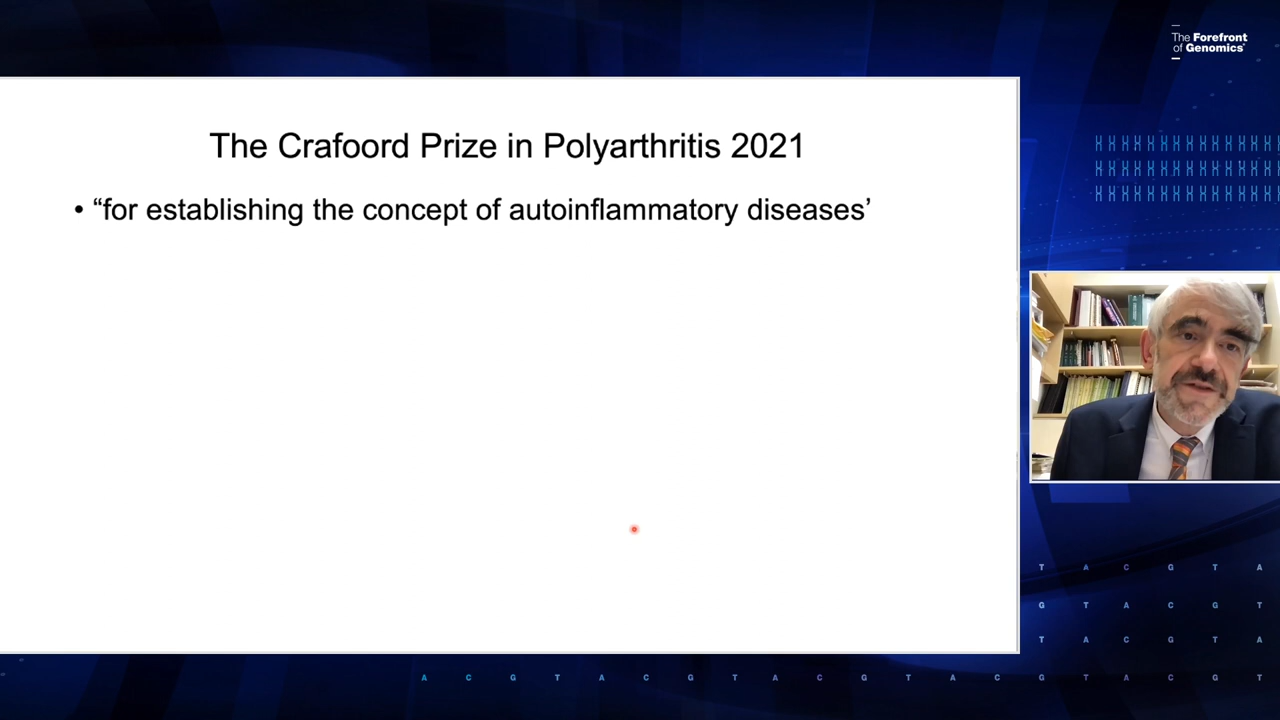 The Forefront
of Genomics®
The Crafoord Prize in Polyarthritis 2021
• “for establishing the concept of autoinflammatory diseases’
T A C G T A
G T A C G T
T A C G T A
A C G T A C G T A C G T A C G T A C G T